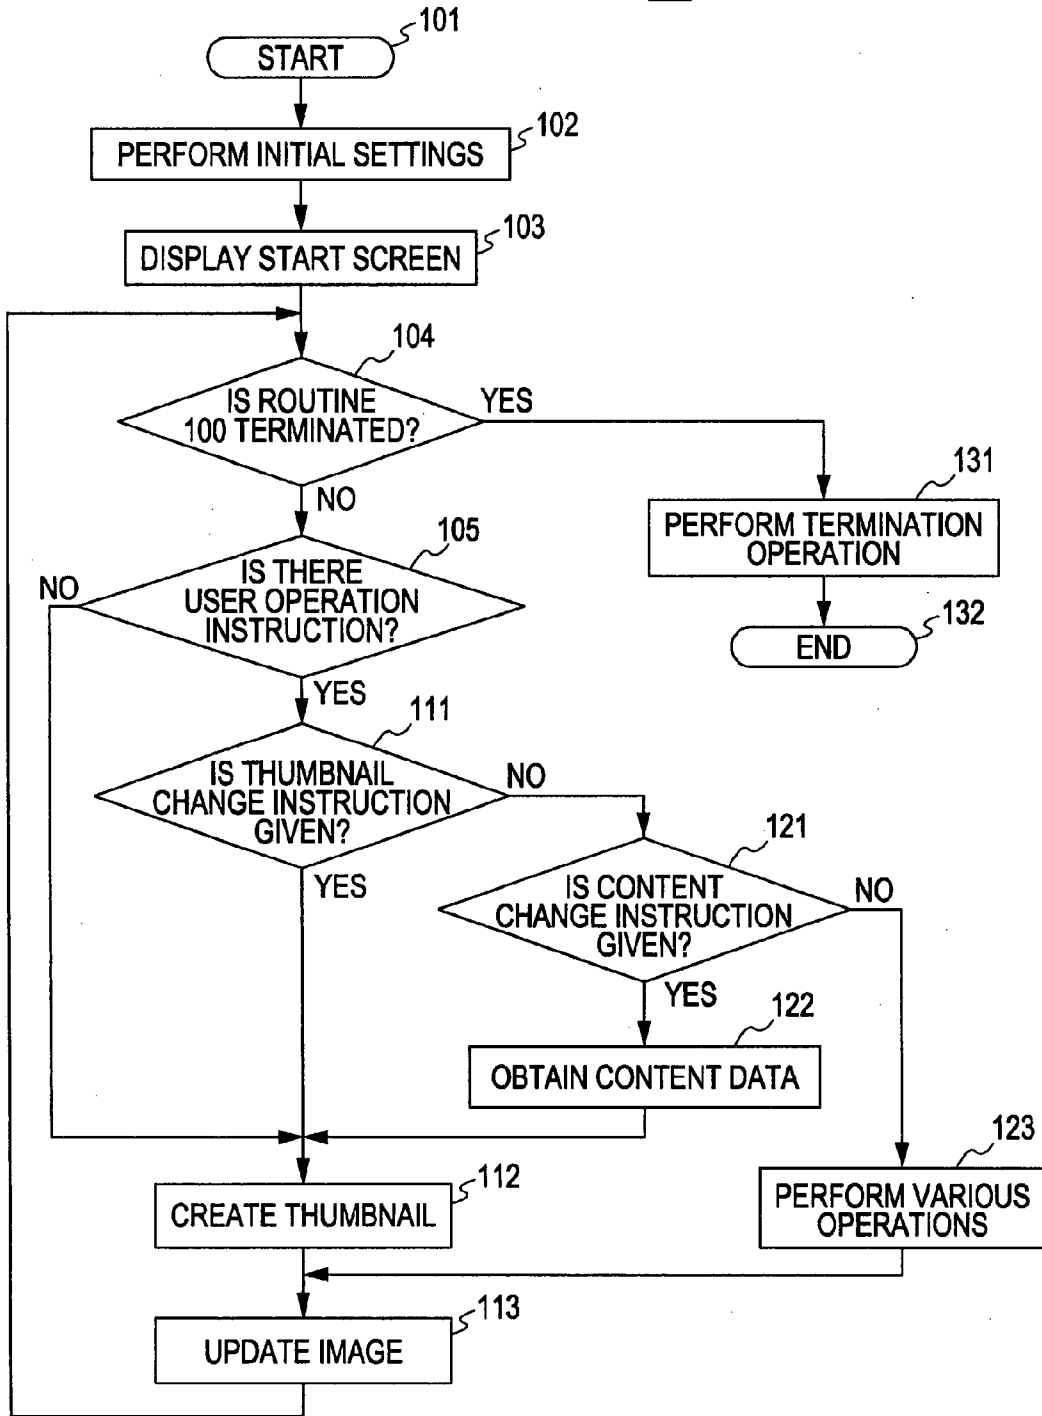 101
START
102
PERFORM INITIAL SETTINGS
103
DISPLAY START SCREEN
104
IS ROUTINE
100 TERMINATED?
YES
NO
131
PERFORM TERMINATION
OPERATION
132
END
105
IS THERE
USER OPERATION
INSTRUCTION?
NO
YES
111
IS THUMBNAIL
CHANGE INSTRUCTION
GIVEN?
NO
YES
121
IS CONTENT
CHANGE INSTRUCTION
GIVEN?
NO
YES
122
OBTAIN CONTENT DATA
123
PERFORM VARIOUS
OPERATIONS
112
CREATE THUMBNAIL
113
UPDATE IMAGE